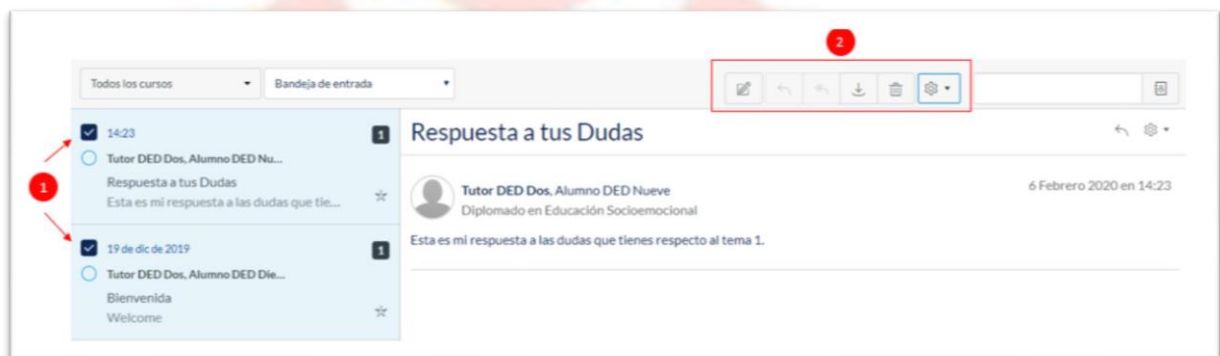 2
Todos los cursos
Bandeja de entrada
14:23
1
Tutor DED Dos, Alumno DED Nu...
Respuesta a tus Dudas
Esta es mi respuesta a las dudas que tie...
1
19 de dic de 2019
1
Tutor DED Dos, Alumno DED Die...
Bienvenida
Welcome
Respuesta a tus Dudas
Tutor DED Dos, Alumno DED Nueve
6 Febrero 2020 en 14:23
Diplomado en Educación Socioemocional
Esta es mi respuesta a las dudas que tienes respecto al tema 1.